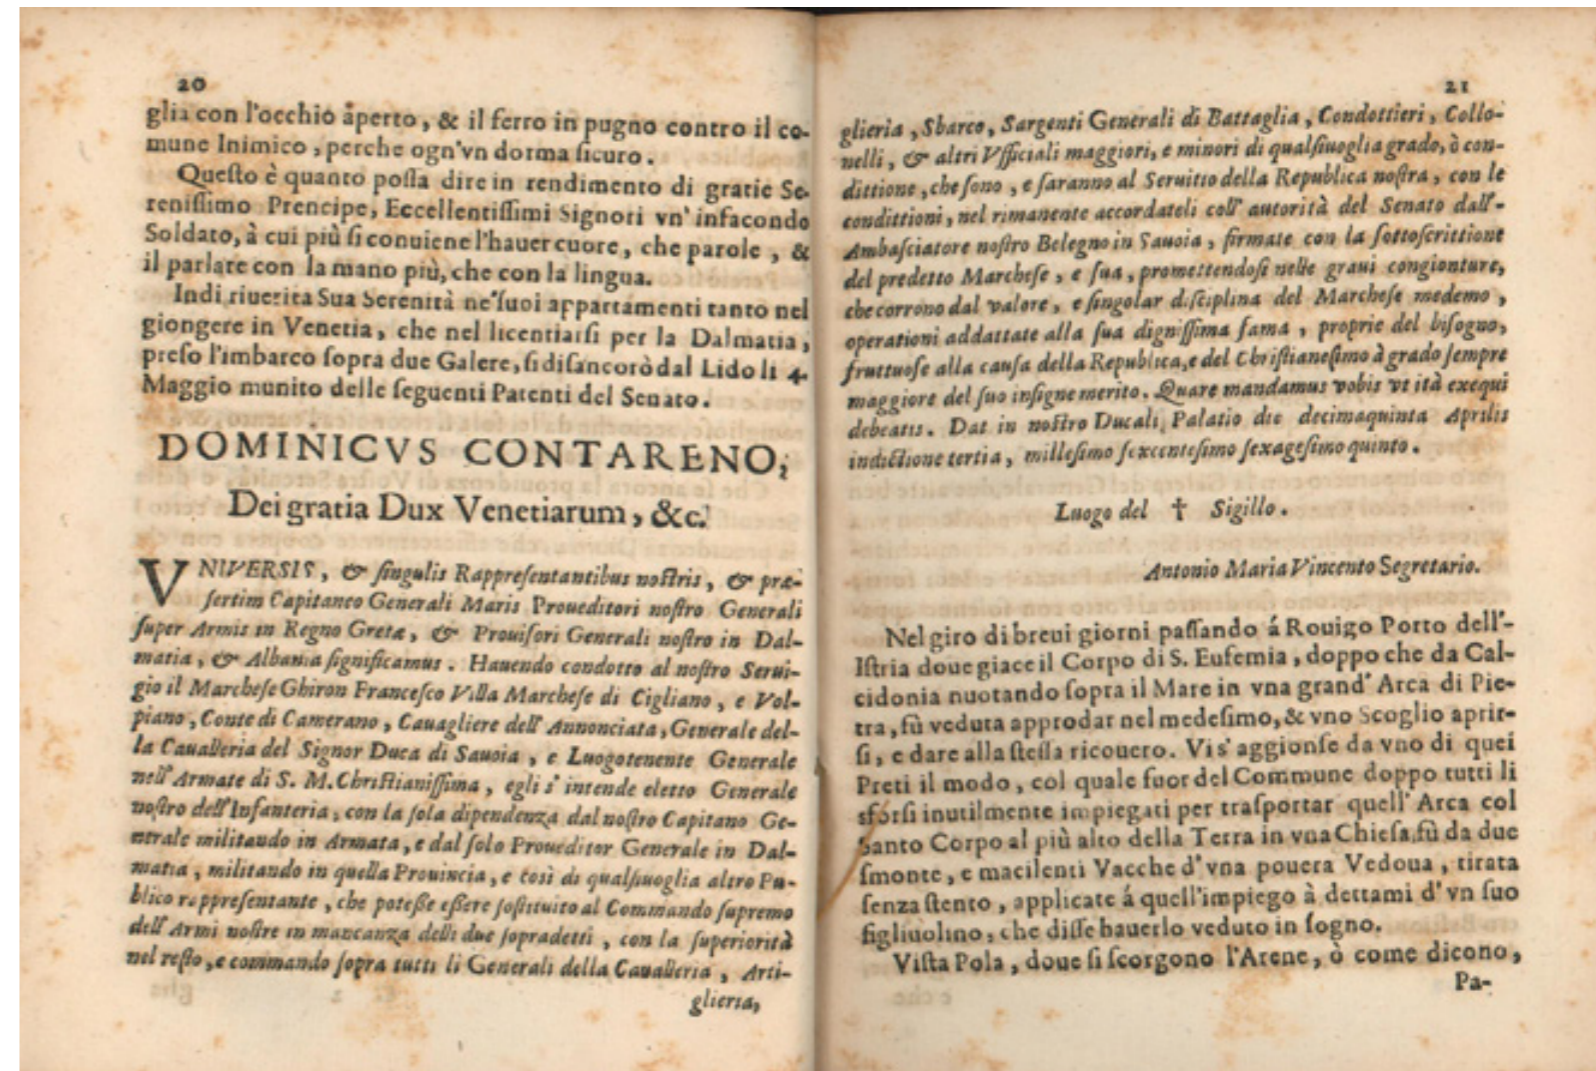 20
glia con l'occhio aperto, & il ferro in pugno contro il co-
mune Inimico, perche ogn'vn dorma sicuro.
Questo è quanto possa dire in rendimento di gratie Se-
renissimo Prencipe, Eccellentissimi Signori vn' infacondo
Soldato, à cui più si conuiene l'hauer cuore, che parole, &
il parlare con la mano più, che con la lingua.
Indi riuerita Sua Serenità ne'suoi appartamenti tanto nel
giongere in Venetia, che nel licentiarsi per la Dalmatia,
preso l'imbarco sopra due Galere, si disancorò dal Lido li 4.
Maggio munito delle seguenti Patenti del Senato.
DOMINICVS CONTARENO,
Dei gratia Dux Venetiarum, &c.
VNIVERSIS, & singulis Rappresentantibus nostris, & præ-
sertim Capitaneo Generali Maris Proueditori nostro Generali
super Armis in Regno Gretæ, & Prouisori Generali nostro in Dal-
matia, & Albania significamus. Hauendo condotto al nostro Serui-
gio il Marchese Ghiron Francesco Villa Marchese di Cigliano, e Vol-
piano, Conte di Camerano, Cauagliere dell' Annonciata, Generale del-
la Caualleria del Signor Duca di Sauoia, e Luogotenente Generale
nell' Armate di S. M. Christianissima, egli s' intende eletto Generale
nostro dell'Infanteria, con la sola dipendenza dal nostro Capitano Ge-
nerale militando in Armata, e dal solo Proueditor Generale in Dal-
matia, militando in quella Prouincia, e così di qualsiuoglia altro Pu-
blico rappresentante, che potesse essere sostituito al Commando supremo
dell' Armi nostre in mancanza delli due sopradetti, con la superiorità
nel resto, e commando sopra tutti li Generali della Caualleria, Arti-
glieria,
21
glieria, Sbarco, Sargenti Generali di Battaglia, Condottieri, Collo-
nelli, & altri Vfficiali maggiori, e minori di qualsiuoglia grado, ò con-
dittione, che sono, e saranno al Seruitio della Republica nostra, con le
condittioni, nel rimanente accordateli coll' autorità del Senato dall'-
Ambasciatore nostro Belegno in Sauoia, firmate con la sottoscrittione
del predetto Marchese, e sua, promettendosi nelle graui congionture,
che corrono dal valore, e singolar disciplina del Marchese medemo,
operationi addattate alla sua dignissima fama, proprie del bisogno,
fruttuose alla causa della Republica, e del Christianesimo à grado sempre
maggiore del suo insigne merito. Quare mandamus vobis vt ità exequi
debeatis. Dat in nostro Ducali Palatio die decimaquinta Aprilis
indictione tertia, millesimo sexcentesimo sexagesimo quinto.
Luogo del ✝ Sigillo.
Antonio Maria Vincento Segretario.
Nel giro di breui giorni passando á Rouigo Porto dell'-
Istria doue giace il Corpo di S. Eufemia, doppo che da Cal-
cidonia nuotando sopra il Mare in vna grand' Arca di Pie-
tra, fù veduta approdar nel medesimo, & vno Scoglio aprir-
si, e dare alla stessa ricouero. Vi s' aggionse da vno di quei
Preti il modo, col quale fuor del Commune doppo tutti li
sforsi inutilmente impiegati per trasportar quell' Arca col
Santo Corpo al più alto della Terra in vna Chiesa, fù da due
smonte, e macilenti Vacche d' vna pouera Vedoua, tirata
senza stento, applicate á quell'impiego à dettami d' vn suo
figliuolino, che disse hauerlo veduto in sogno.
Vista Pola, doue si scorgono l'Arene, ò come dicono,
Pa-